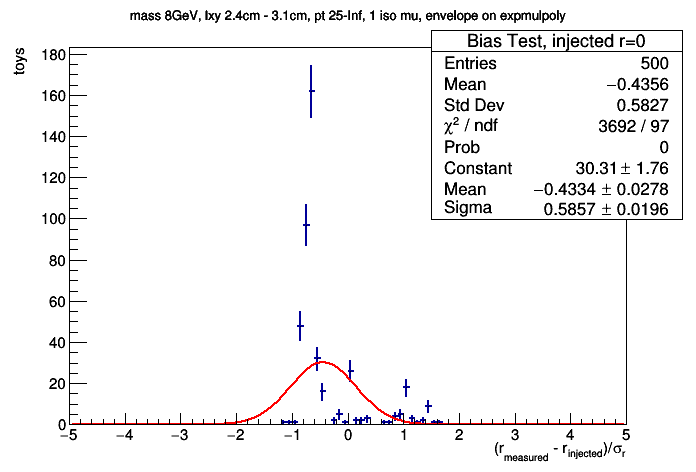 mass 8GeV, lxy 2.4cm - 3.1cm, pt 25-Inf, 1 iso mu, envelope on expmulpoly
Bias Test, injected r=0
Entries 500
Mean −0.4356
Std Dev 0.5827
χ² / ndf 3692 / 97
Prob 0
Constant 30.31 ± 1.76
Mean −0.4334 ± 0.0278
Sigma 0.5857 ± 0.0196
toys
180
160
140
120
100
80
60
40
20
0
−5 −4 −3 −2 −1 0 1 2 3 4 5
(r_measured - r_injected)/σ_r